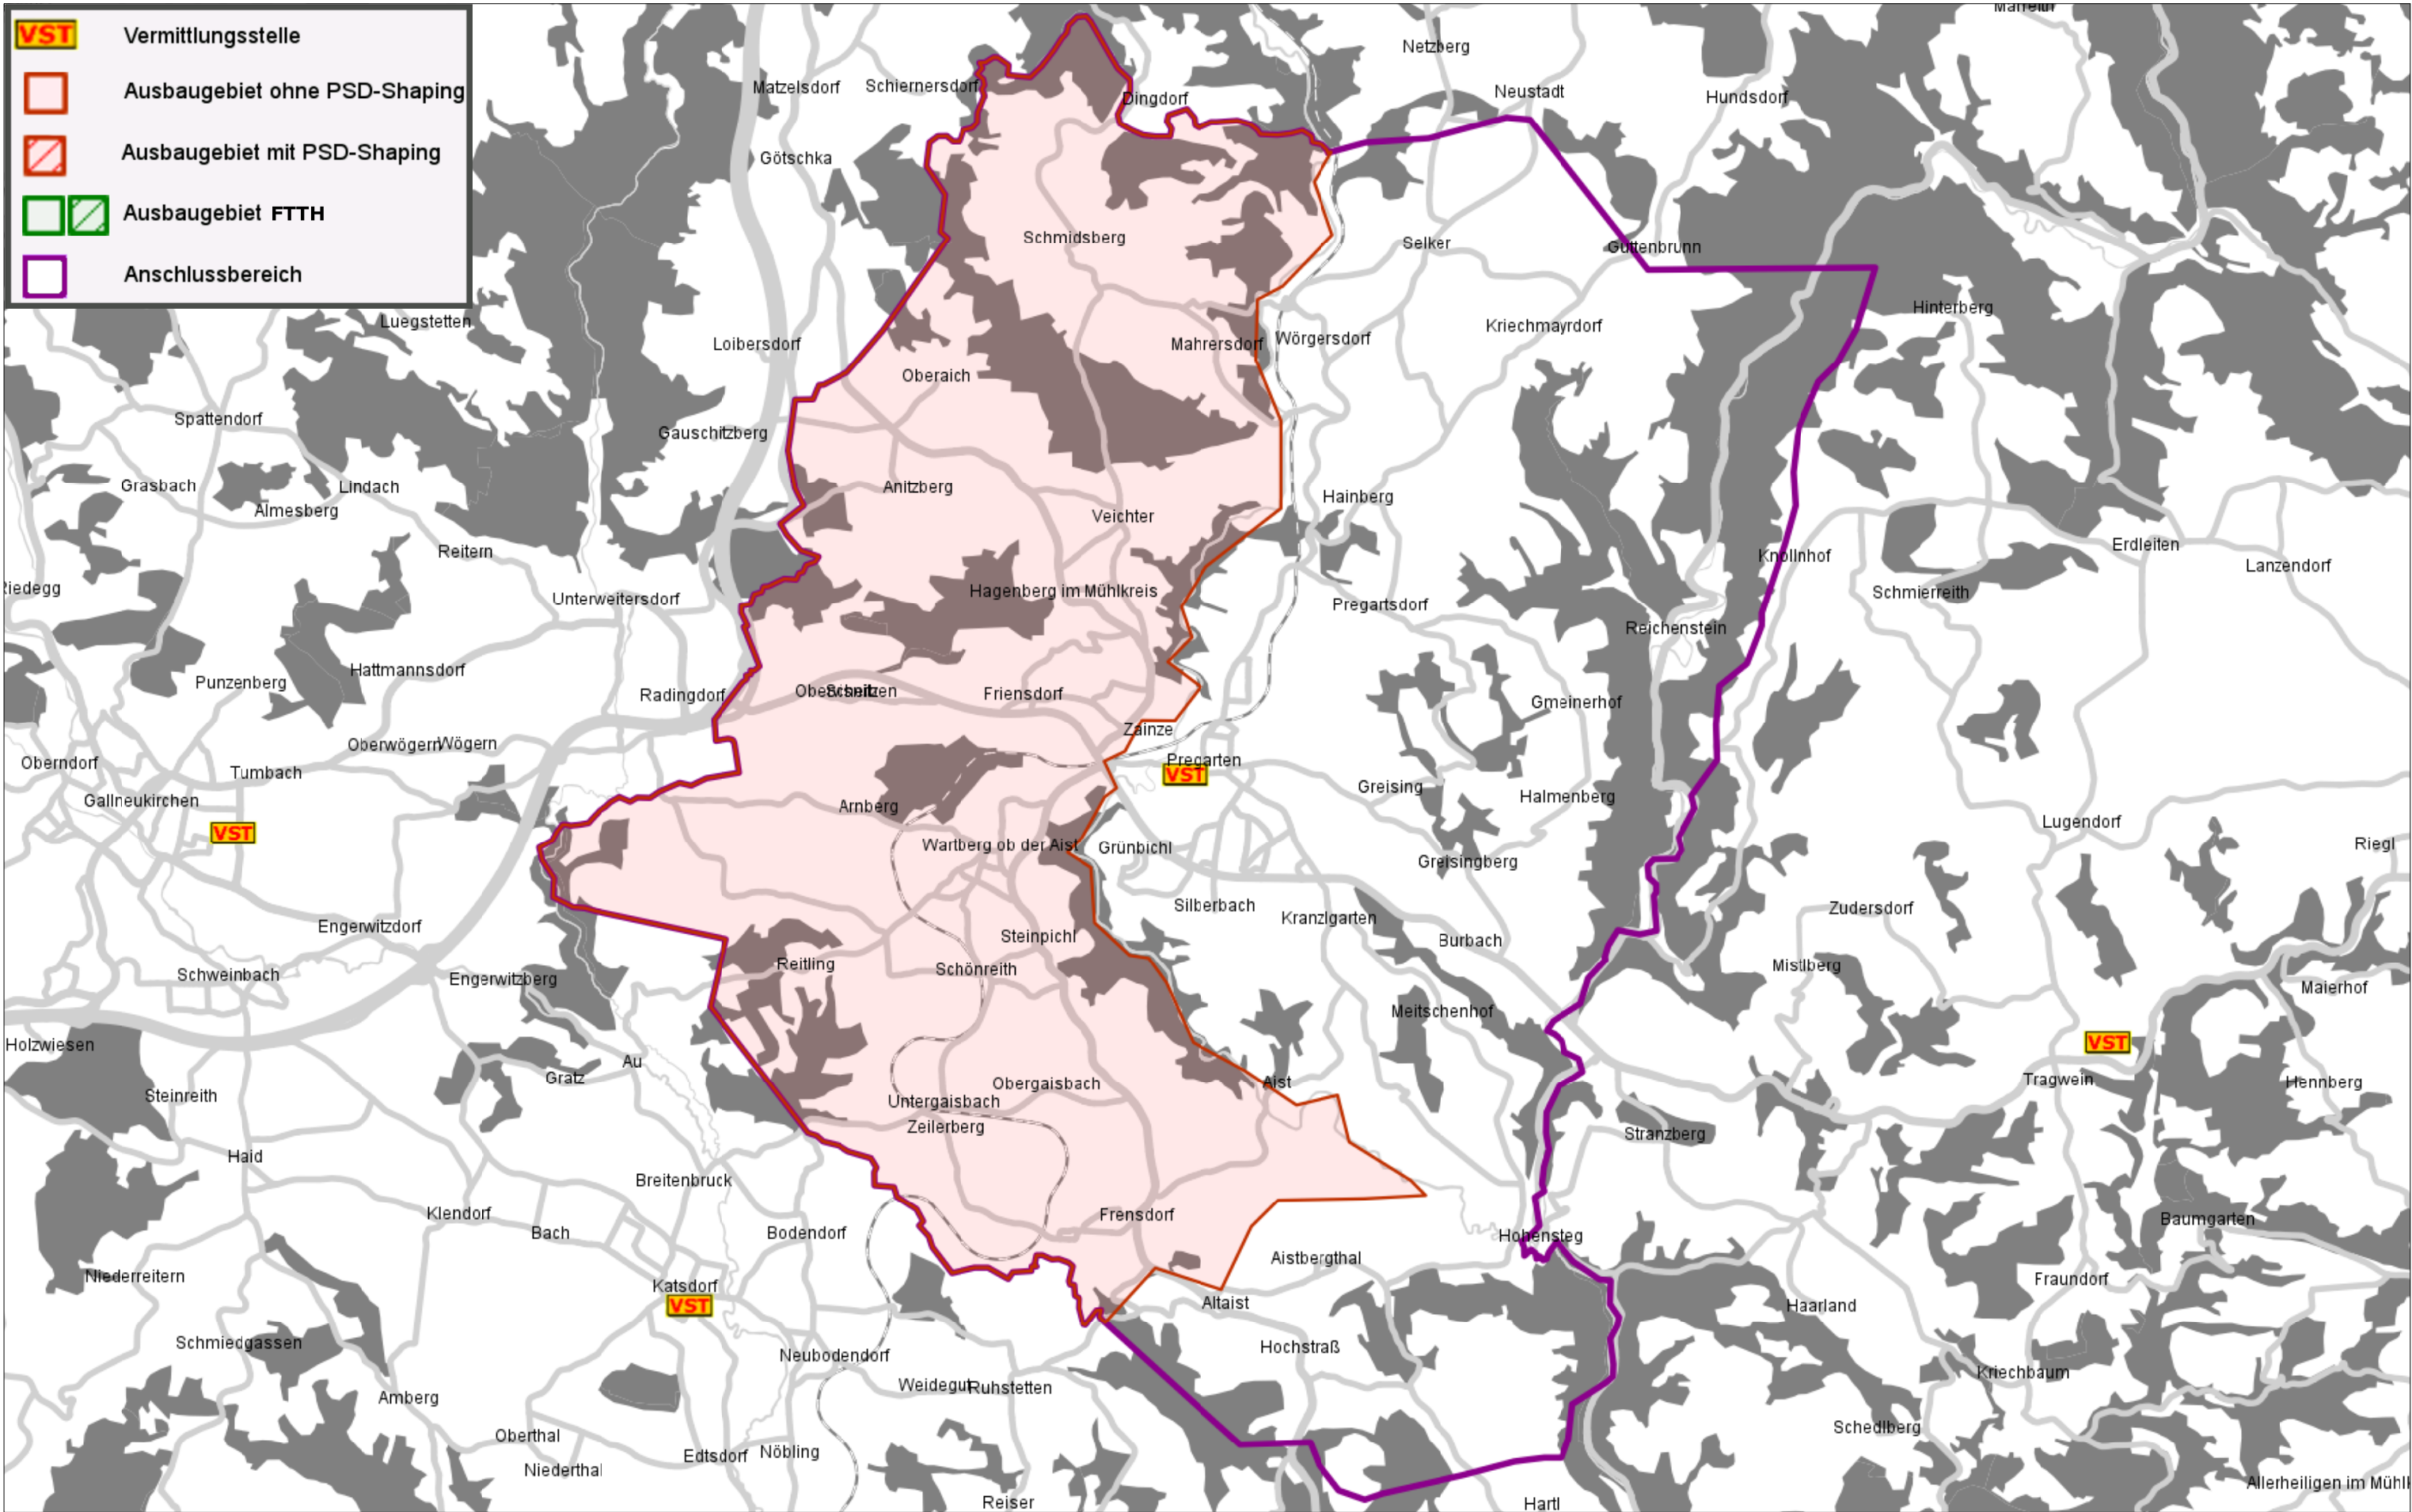 VST Vermittlungsstelle
Ausbaugebiet ohne PSD-Shaping
Ausbaugebiet mit PSD-Shaping
Ausbaugebiet FTTH
Anschlussbereich
Netzberg
Matzelsdorf
Schiernersdorf
Dingdorf
Neustadt
Hundsdorf
Götschka
Schmidsberg
Selker
Guttenbrunn
Hinterberg
Luegstetten
Loibersdorf
Mahrersdorf
Wörgersdorf
Kriechmayrdorf
Oberaich
Spattendorf
Gauschitzberg
Grasbach
Lindach
Anitzberg
Hainberg
Almesberg
Veichter
Reitern
Knollnhof
Erdleiten
Lanzendorf
Riedegg
Unterweitersdorf
Hagenberg im Mühlkreis
Pregartsdorf
Schmierreith
Reichenstein
Hattmannsdorf
Punzenberg
Radingdorf
Friensdorf
Gmeinerhof
Zainze
Oberwögern
Wögern
Oberndorf
Tumbach
Pregarten
VST
Gallneukirchen
Arnberg
Greising
Halmenberg
VST
Lugendorf
Wartberg ob der Aist
Grünbichl
Greisingberg
Riegl
Silberbach
Kranzlgarten
Zudersdorf
Engerwitzdorf
Steinpichl
Burbach
Schweinbach
Engerwitzberg
Reitling
Schönreith
Mistlberg
Maierhof
Meitschenhof
Holzwiesen
VST
Au
Gratz
Obergaisbach
Aist
Tragwein
Hennberg
Steinreith
Untergaisbach
Zeilerberg
Stranzberg
Haid
Breitenbruck
Klendorf
Bach
Bodendorf
Frensdorf
Hohensteg
Baumgarten
Aistbergthal
Niederreitern
Katsdorf
VST
Altaist
Fraundorf
Haarland
Schmiedgassen
Neubodendorf
Hochstraß
Weidegut
Ruhstetten
Kriechbaum
Amberg
Schedlberg
Oberthal
Edtsdorf
Nöbling
Niederthal
Reiser
Hartl
Allerheiligen im Mühlk